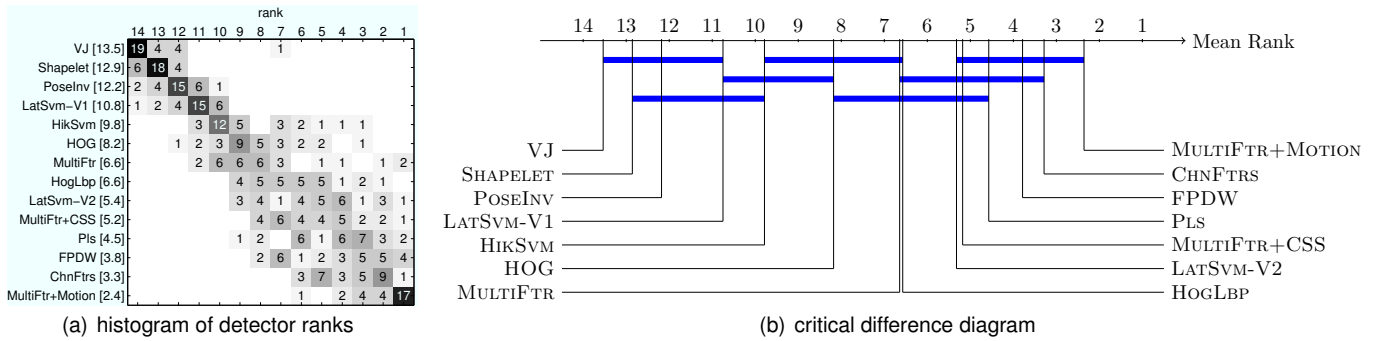 rank
14 13 12 11 10 9 8 7 6 5 4 3 2 1
VJ [13.5] 19 4 4 1
Shapelet [12.9] 6 18 4
PoseInv [12.2] 2 4 15 6 1
LatSvm−V1 [10.8] 1 2 4 15 6
HikSvm [9.8] 3 12 5 3 2 1 1 1
HOG [8.2] 1 2 3 9 5 3 2 2 1
MultiFtr [6.6] 2 6 6 6 3 1 1 1 2
HogLbp [6.6] 4 5 5 5 5 1 2 1
LatSvm−V2 [5.4] 3 4 1 4 5 6 1 3 1
MultiFtr+CSS [5.2] 4 6 4 4 5 2 2 1
Pls [4.5] 1 2 6 1 6 7 3 2
FPDW [3.8] 2 6 1 2 3 5 5 4
ChnFtrs [3.3] 3 7 3 5 9 1
MultiFtr+Motion [2.4] 1 2 4 4 17
(a) histogram of detector ranks
14 13 12 11 10 9 8 7 6 5 4 3 2 1
Mean Rank
VJ
SHAPELET
POSEINV
LATSVM-V1
HIKSVM
HOG
MULTIFTR
MULTIFTR+MOTION
CHNFTRS
FPDW
PLS
MULTIFTR+CSS
LATSVM-V2
HOGLBP
(b) critical difference diagram